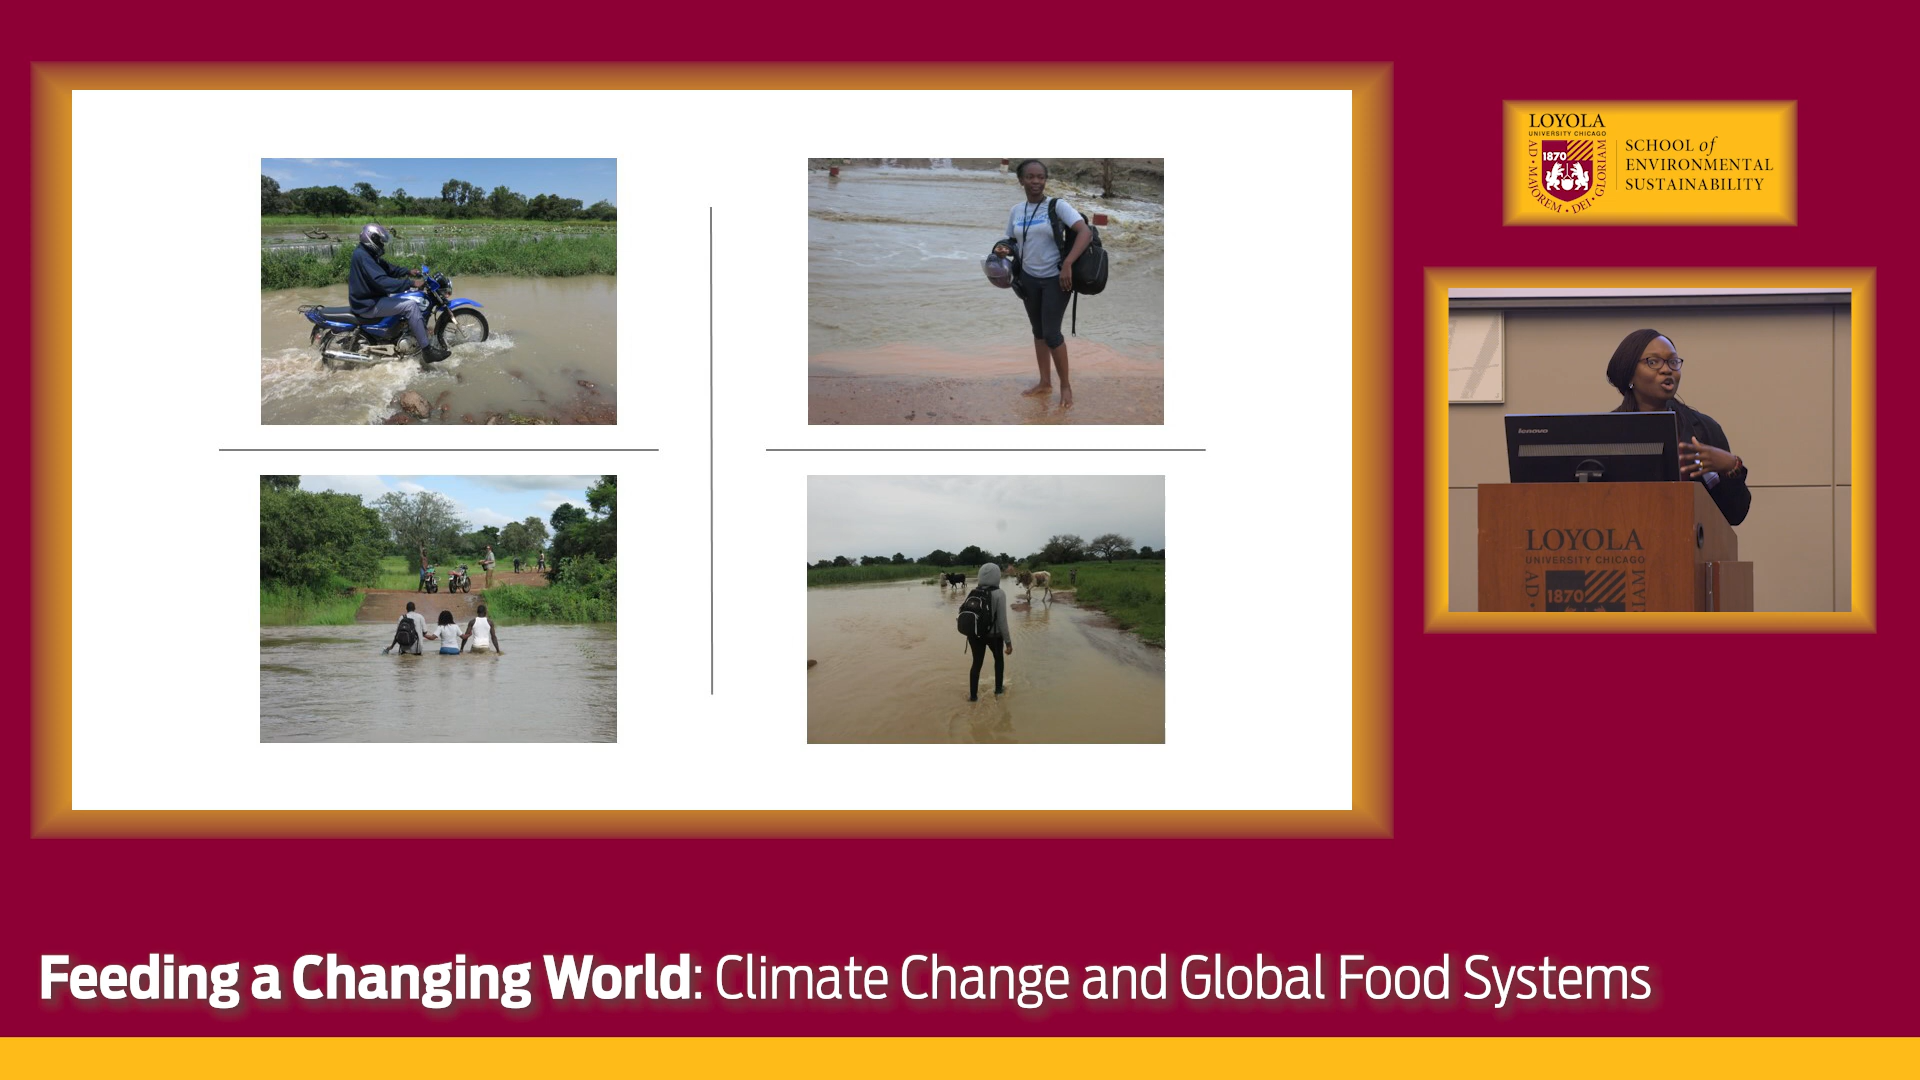 LOYOLA
UNIVERSITY CHICAGO
AD • MAJOREM • DEI • GLORIAM
1870
SCHOOL of
ENVIRONMENTAL
SUSTAINABILITY
lenovo
LOYOLA
UNIVERSITY CHICAGO
1870
Feeding a Changing World: Climate Change and Global Food Systems